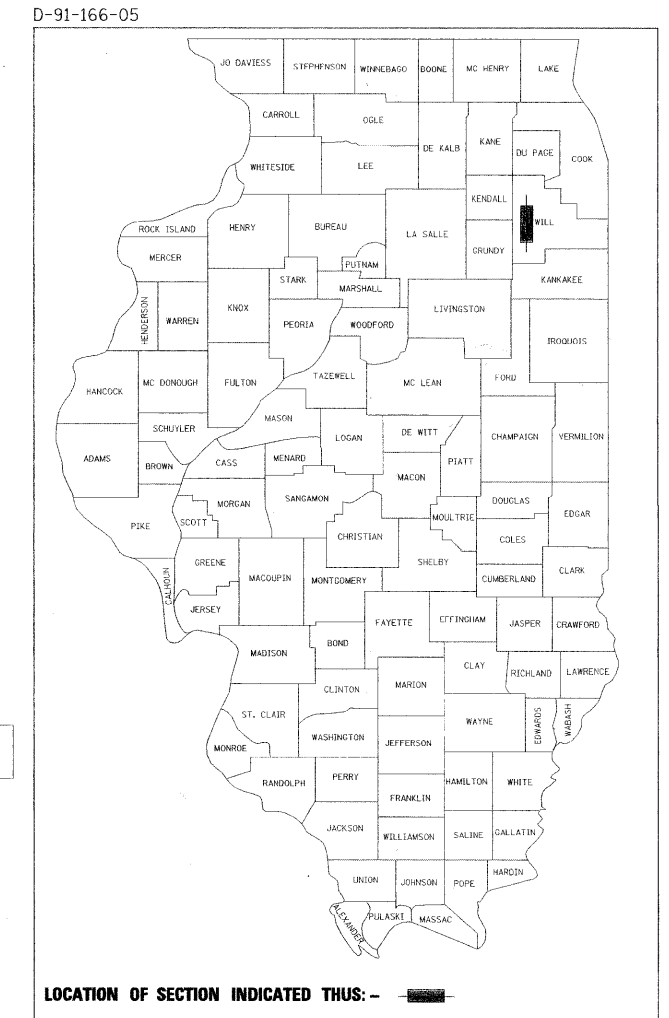 D-91-166-05
JO DAVIESS STEPHENSON WINNEBAGO BOONE MC HENRY LAKE
CARROLL OGLE
DE KALB KANE DU PAGE COOK
WHITESIDE LEE
KENDALL WILL
ROCK ISLAND HENRY BUREAU LA SALLE
MERCER PUTNAM GRUNDY
STARK MARSHALL KANKAKEE
HENDERSON WARREN KNOX PEORIA WOODFORD LIVINGSTON
IROQUOIS
HANCOCK MC DONOUGH FULTON TAZEWELL MC LEAN FORD
MASON
SCHUYLER LOGAN DE WITT CHAMPAIGN VERMILION
ADAMS BROWN CASS MENARD PIATT
MACON
MORGAN SANGAMON DOUGLAS
PIKE SCOTT MOULTRIE EDGAR
CHRISTIAN COLES
GREENE SHELBY
CALHOUN MACOUPIN MONTGOMERY CUMBERLAND CLARK
JERSEY
FAYETTE EFFINGHAM JASPER CRAWFORD
MADISON BOND
CLAY RICHLAND LAWRENCE
CLINTON MARION
ST. CLAIR WAYNE EDWARDS WABASH
MONROE WASHINGTON JEFFERSON
RANDOLPH PERRY HAMILTON WHITE
FRANKLIN
JACKSON WILLIAMSON SALINE GALLATIN
UNION JOHNSON POPE HARDIN
ALEXANDER PULASKI MASSAC
LOCATION OF SECTION INDICATED THUS: -